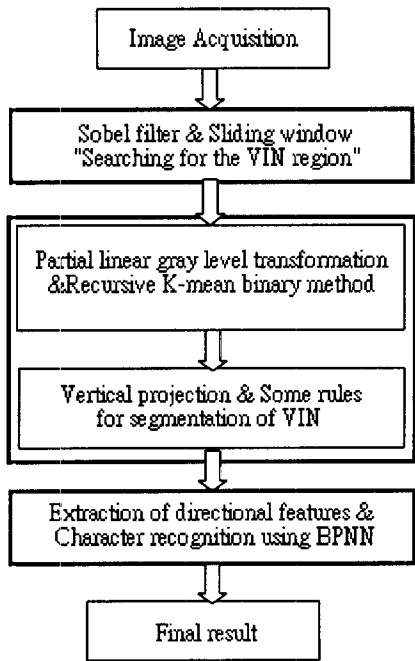 Image Acquisition
Sobel filter & Sliding window
"Searching for the VIN region"
Partial linear gray level transformation
&Recursive K-mean binary method
Vertical projection & Some rules
for segmentation of VIN
Extraction of directional features &
Character recognition using BPNN
Final result